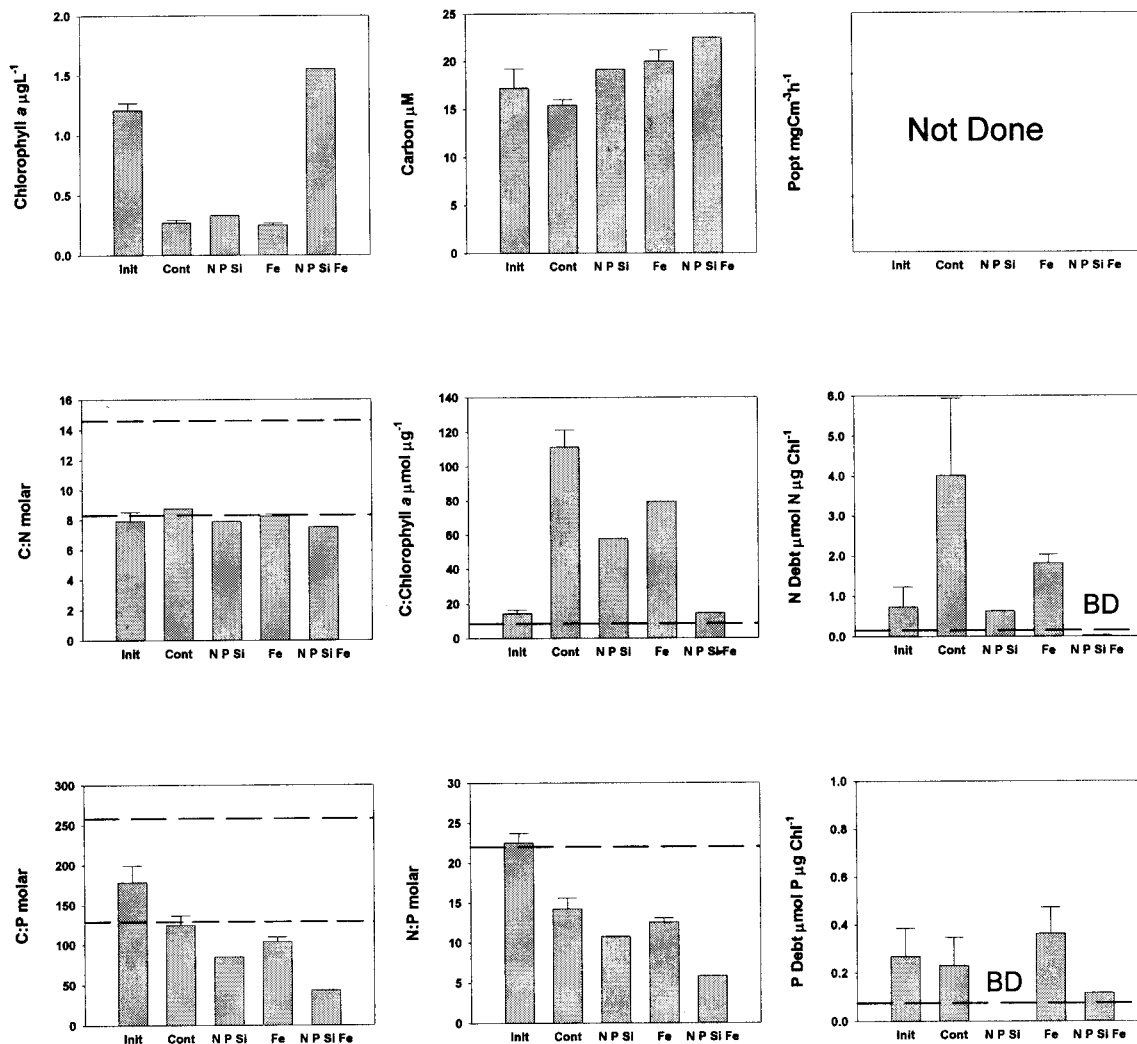 Chlorophyll a µgL-1
2.0
1.5
1.0
0.5
0.0
Init Cont N P Si Fe N P Si Fe
Carbon µM
25
20
15
10
5
0
Init Cont N P Si Fe N P Si Fe
Popt mgCm-3h-1
Not Done
Init Cont N P Si Fe N P Si Fe
C:N molar
16
14
12
10
8
6
4
2
0
Init Cont N P Si Fe N P Si Fe
C:Chlorophyll a µmol µg-1
140
120
100
80
60
40
20
0
Init Cont N P Si Fe N P Si Fe
N Debt µmol N µg Chl-1
6.0
5.0
4.0
3.0
2.0
1.0
0.0
BD
Init Cont N P Si Fe N P Si Fe
C:P molar
300
250
200
150
100
50
0
Init Cont N P Si Fe N P Si Fe
N:P molar
30
25
20
15
10
5
0
Init Cont N P Si Fe N P Si Fe
P Debt µmol P µg Chl-1
1.0
0.8
0.6
0.4
0.2
0.0
BD
Init Cont N P Si Fe N P Si Fe